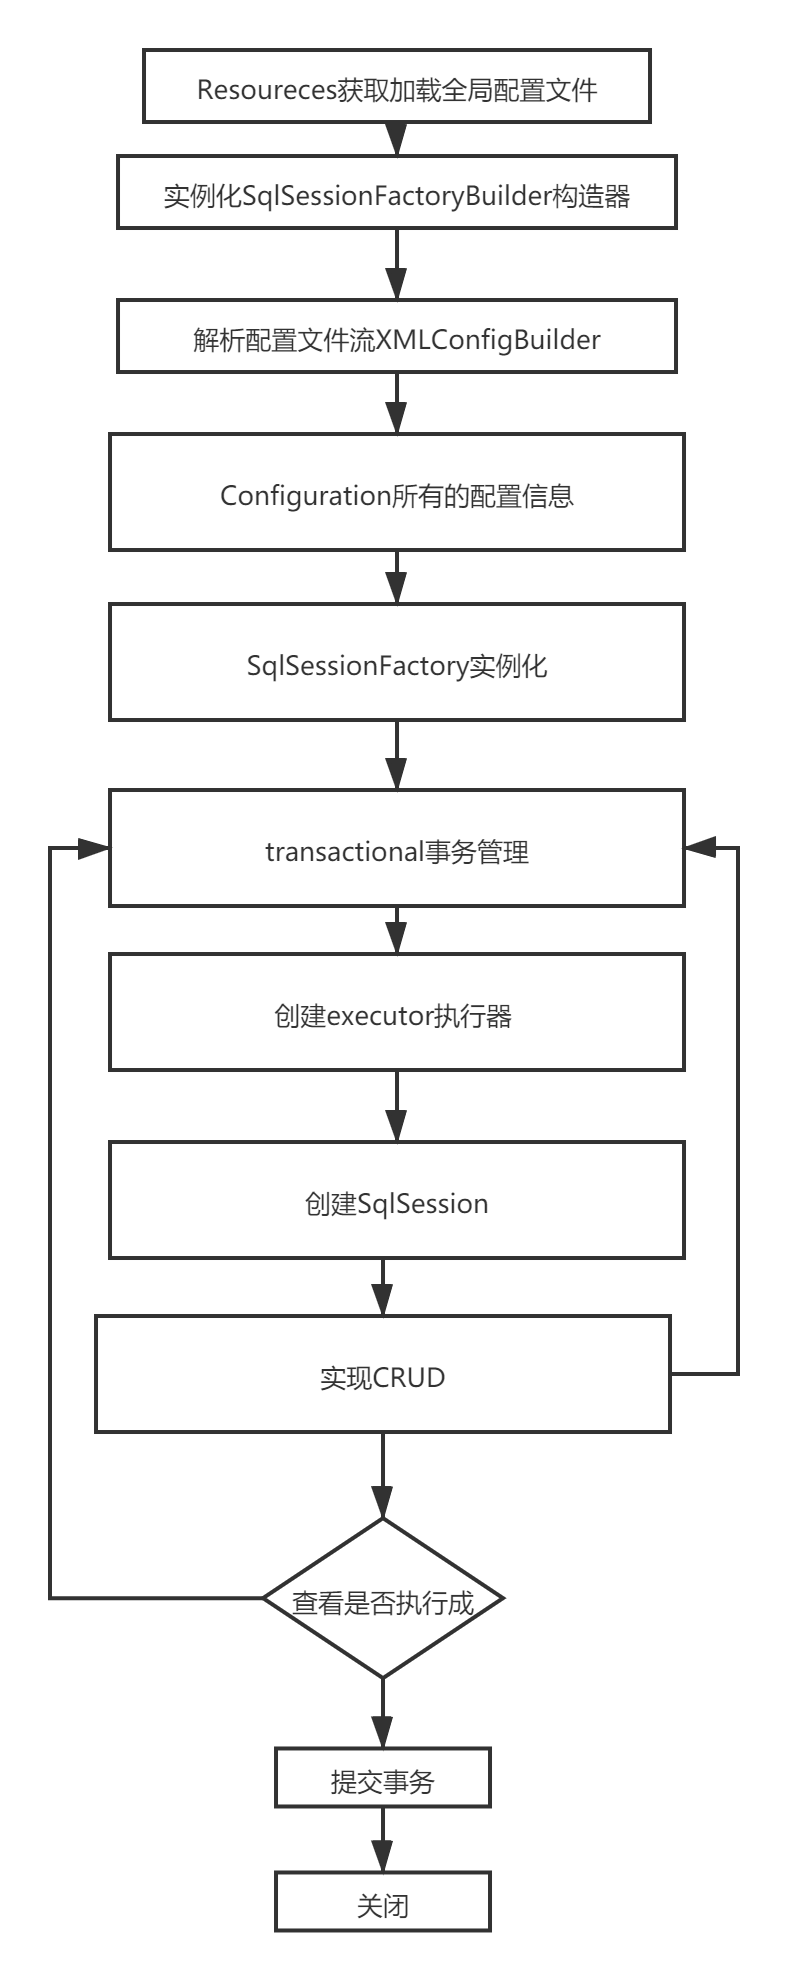 Resoureces获取加载全局配置文件
实例化SqlSessionFactoryBuilder构造器
解析配置文件流XMLConfigBuilder
Configuration所有的配置信息
SqlSessionFactory实例化
transactional事务管理
创建executor执行器
创建SqlSession
实现CRUD
查看是否执行成
提交事务
关闭